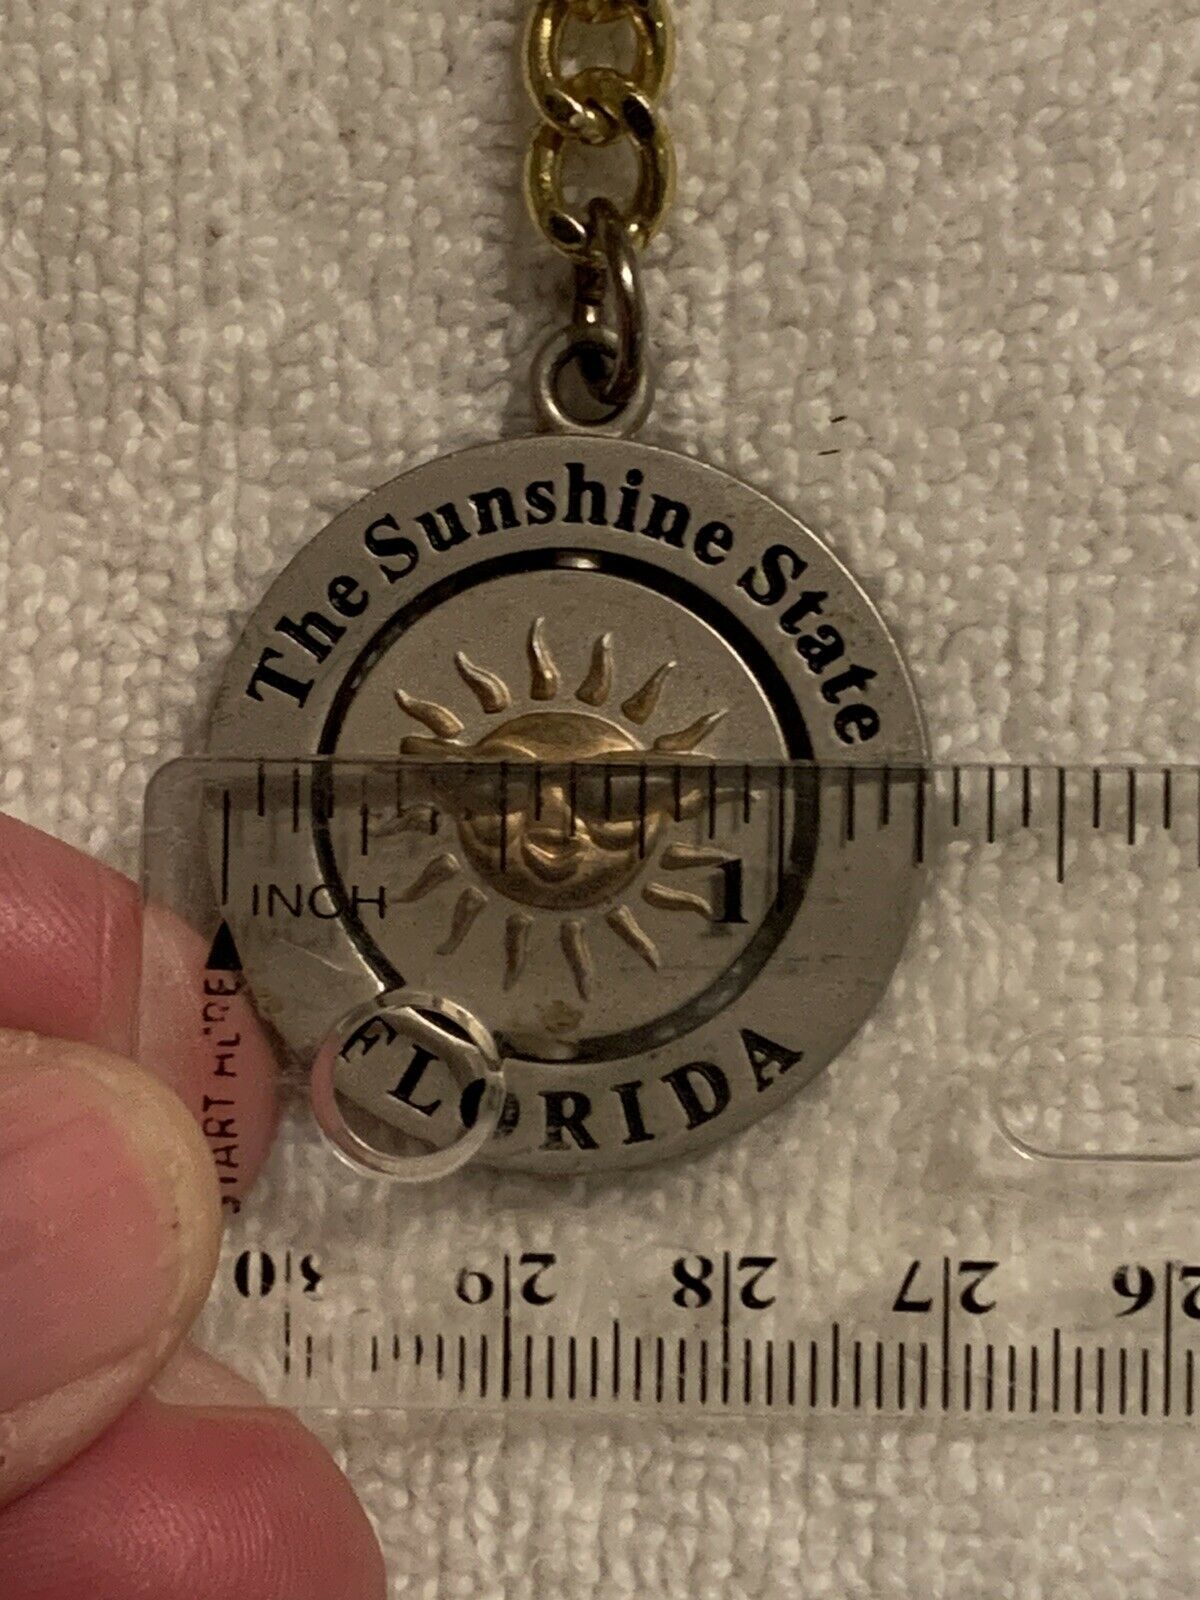 The Sunshine State
INCH
1
START HERE
FLORIDA
30 29 28 27 26